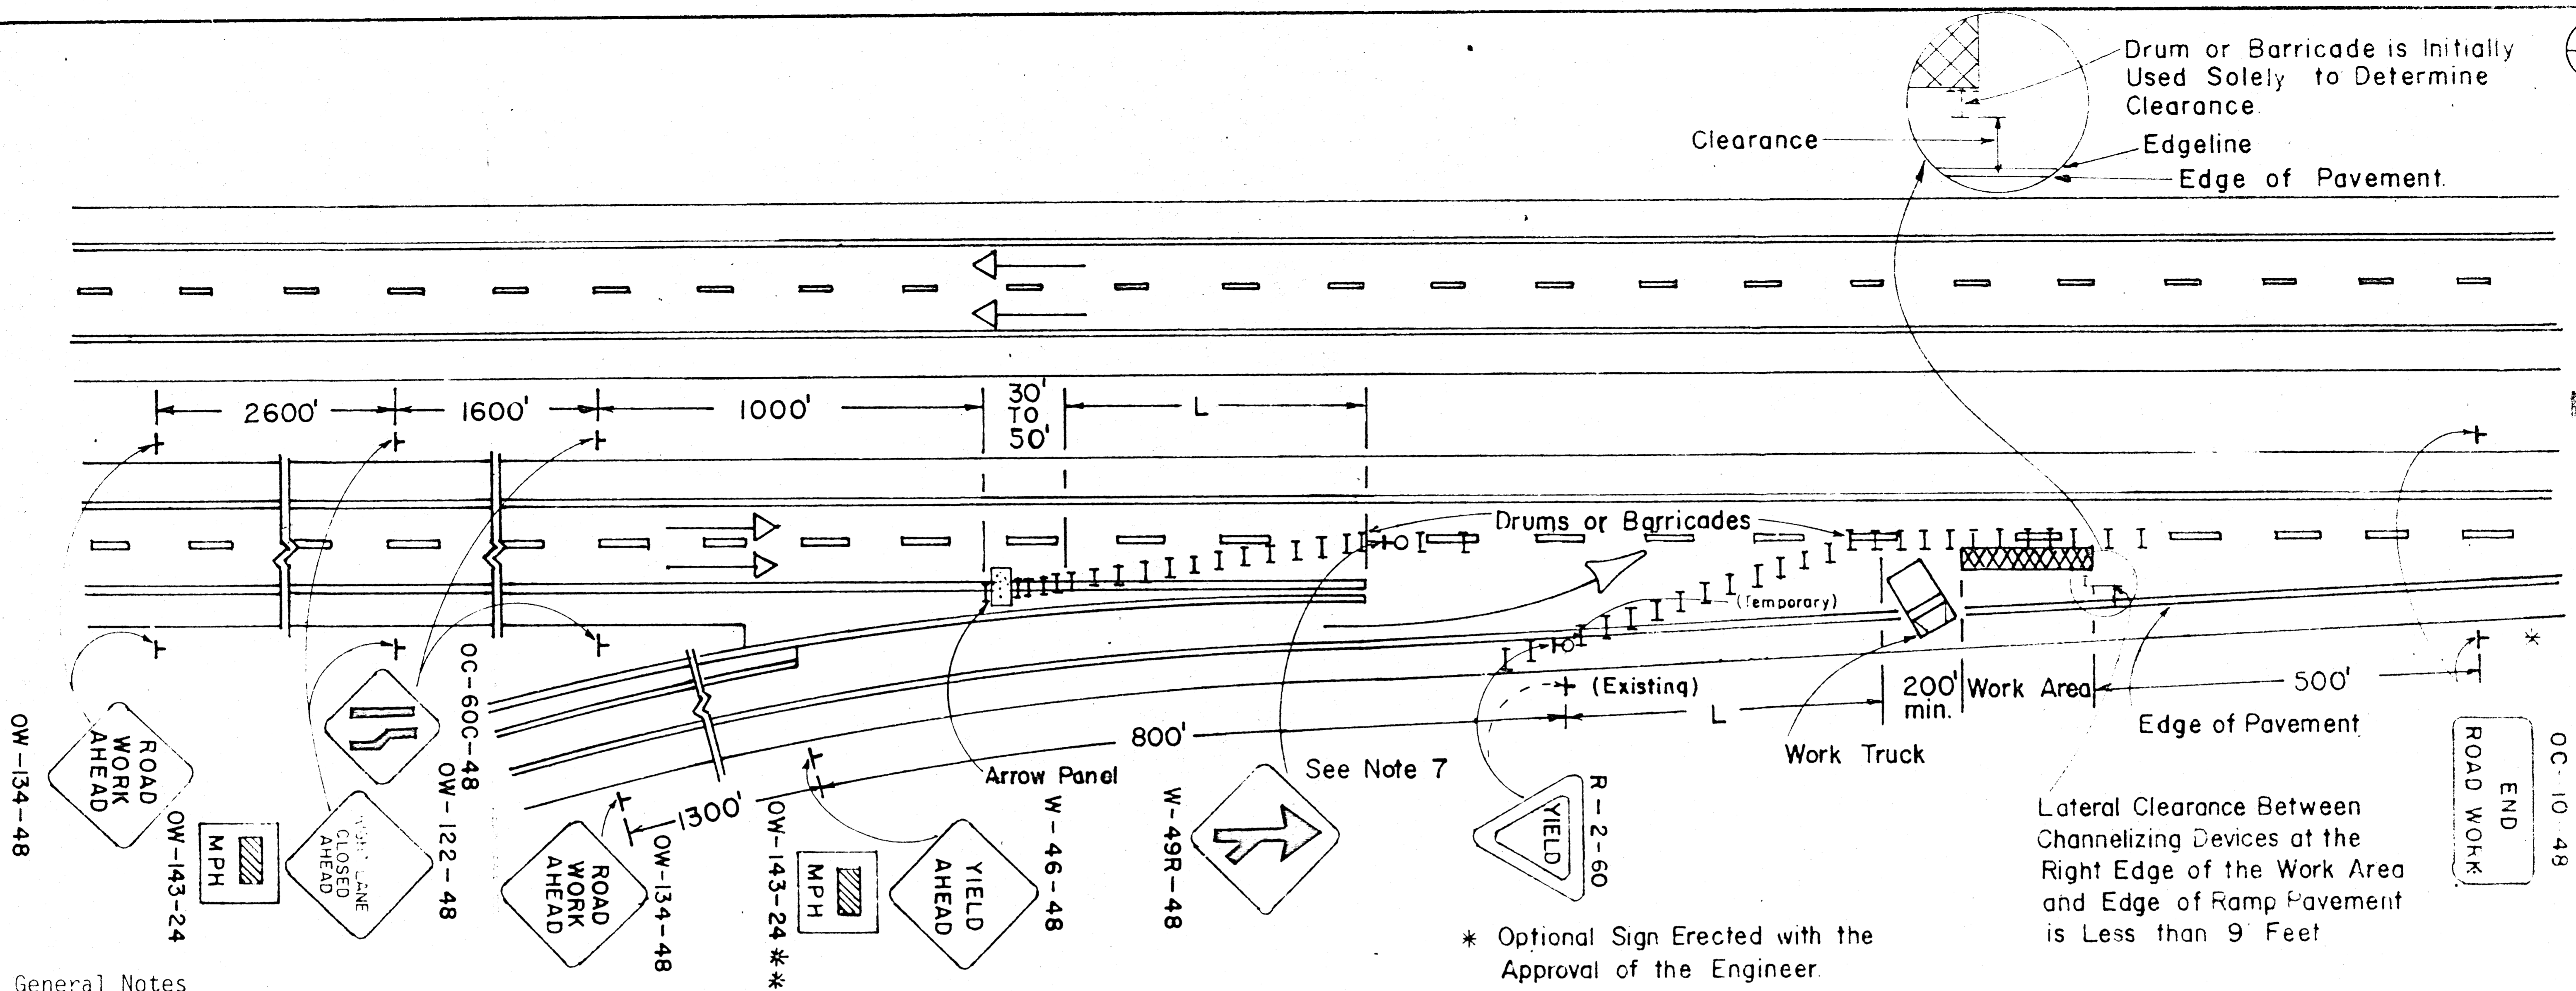 Drum or Barricade is Initially
Used Solely to Determine
Clearance.
Clearance
Edgeline
Edge of Pavement.
2600'
1600'
1000'
30'
TO
50'
L
Drums or Barricades
(Temporary)
(Existing)
L
200'
min.
Work Area
500'
800'
1300'
Edge of Pavement
Work Truck
Arrow Panel
See Note 7
OW-134-48
ROAD
WORK
AHEAD
OW-143-24
MPH
LANE
CLOSED
AHEAD
OC-60C-48
OW-122-48
ROAD
WORK
AHEAD
OW-134-48
OW-143-24**
MPH
YIELD
AHEAD
W-46-48
W-49R-48
YIELD
R-2-60
Lateral Clearance Between
Channelizing Devices at the
Right Edge of the Work Area
and Edge of Ramp Pavement
is Less than 9' Feet
END
ROAD WORK
OC-10-48
*
* Optional Sign Erected with the
Approval of the Engineer.
General Notes